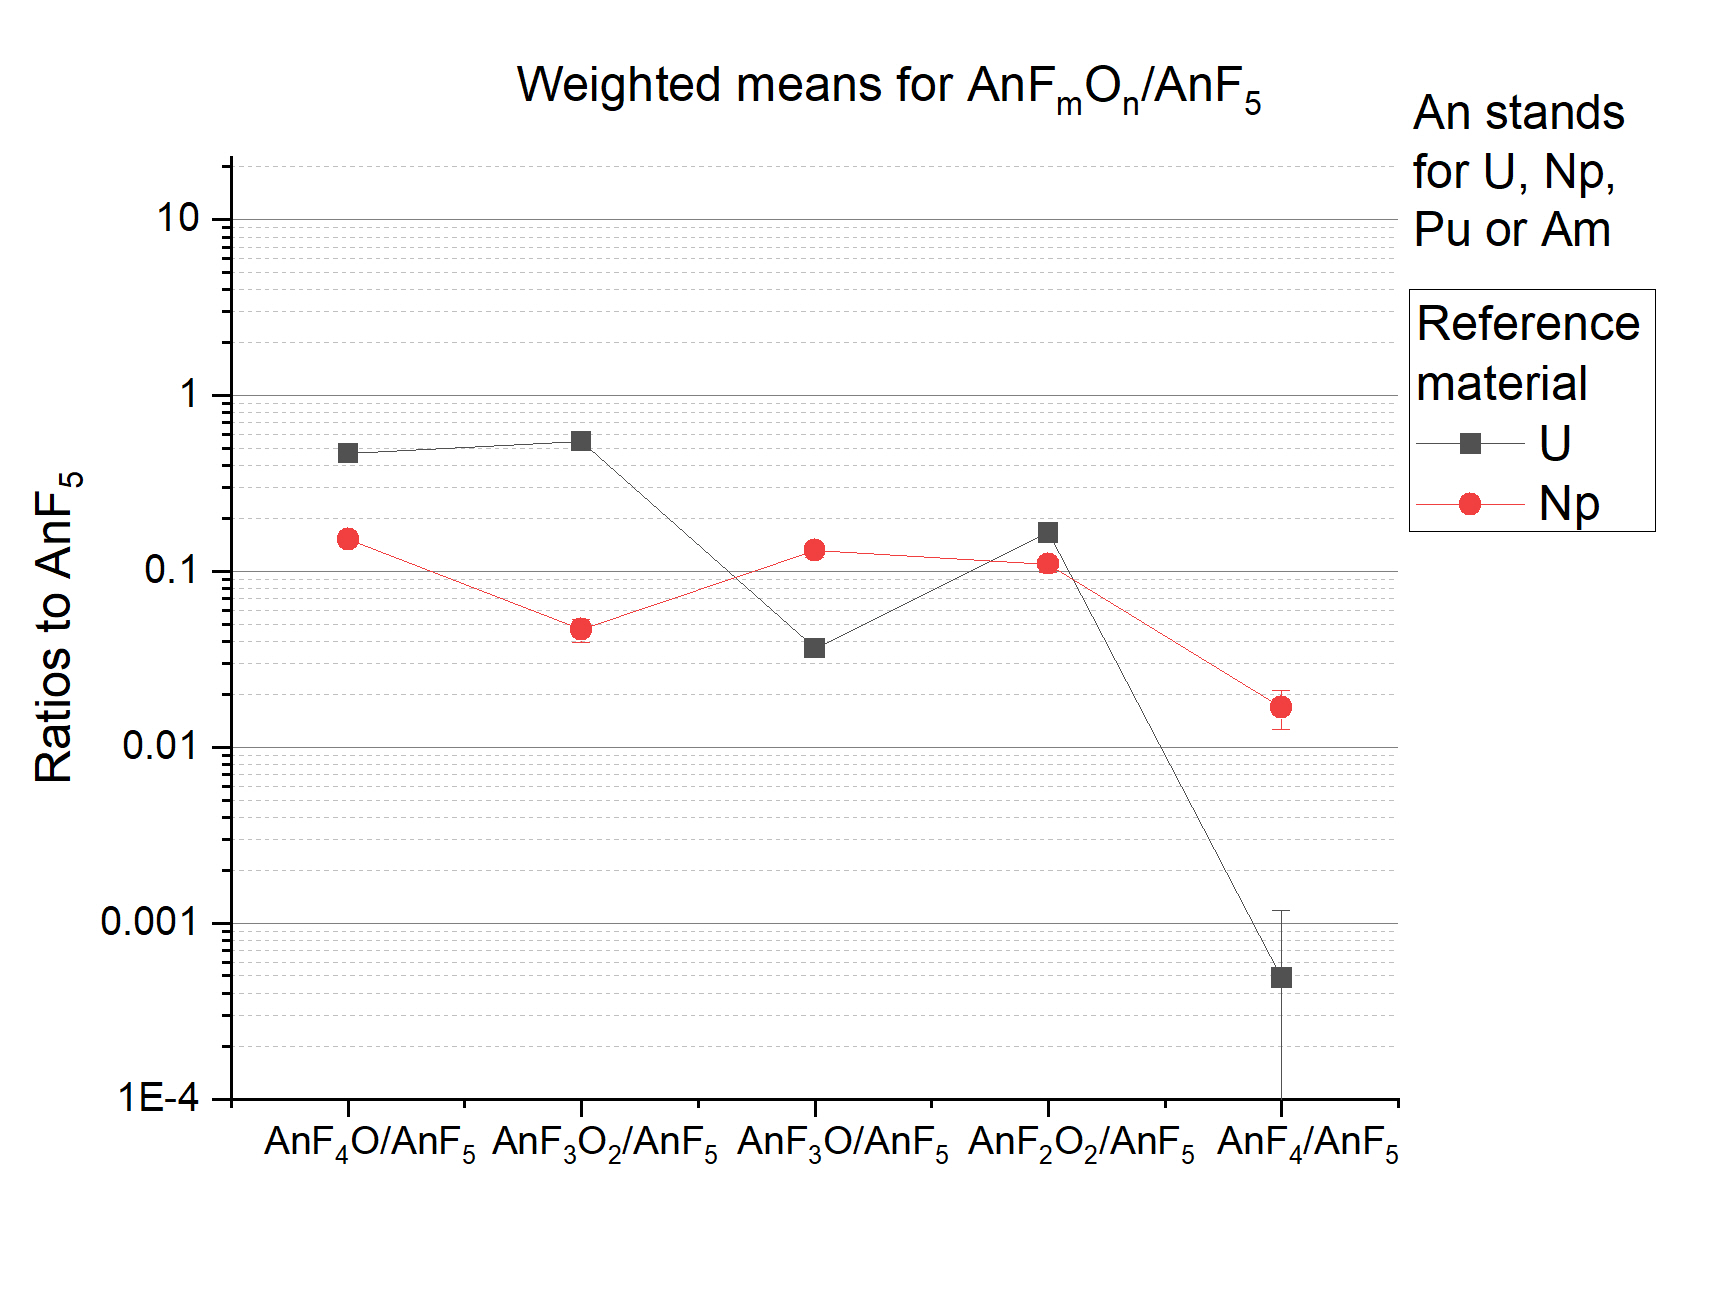 Weighted means for AnFₘOₙ/AnF₅
An stands
for U, Np,
Pu or Am
Reference
material
U
Np
Ratios to AnF₅
10
1
0.1
0.01
0.001
1E-4
AnF₄O/AnF₅ AnF₃O₂/AnF₅ AnF₃O/AnF₅ AnF₂O₂/AnF₅ AnF₄/AnF₅